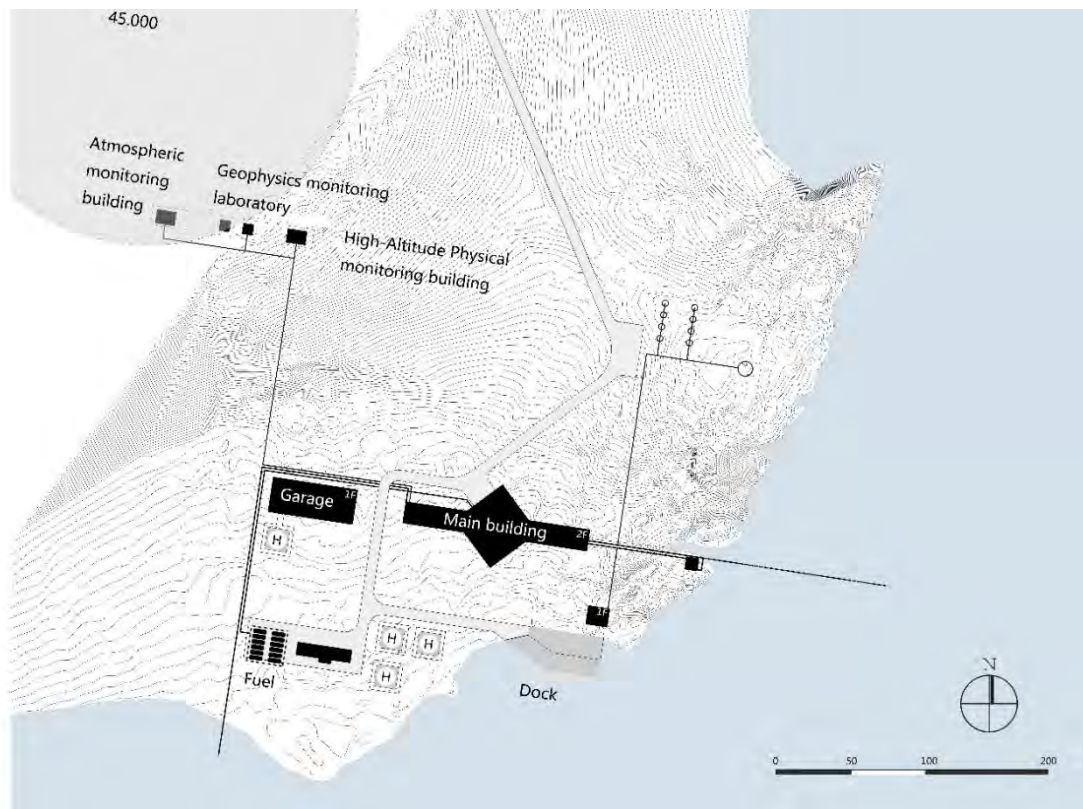 45.000
Atmospheric
monitoring
building
Geophysics monitoring
laboratory
High-Altitude Physical
monitoring building
Garage
1F
Main building
2F
H
1F
H
H
H
Fuel
Dock
N
0
50
100
200